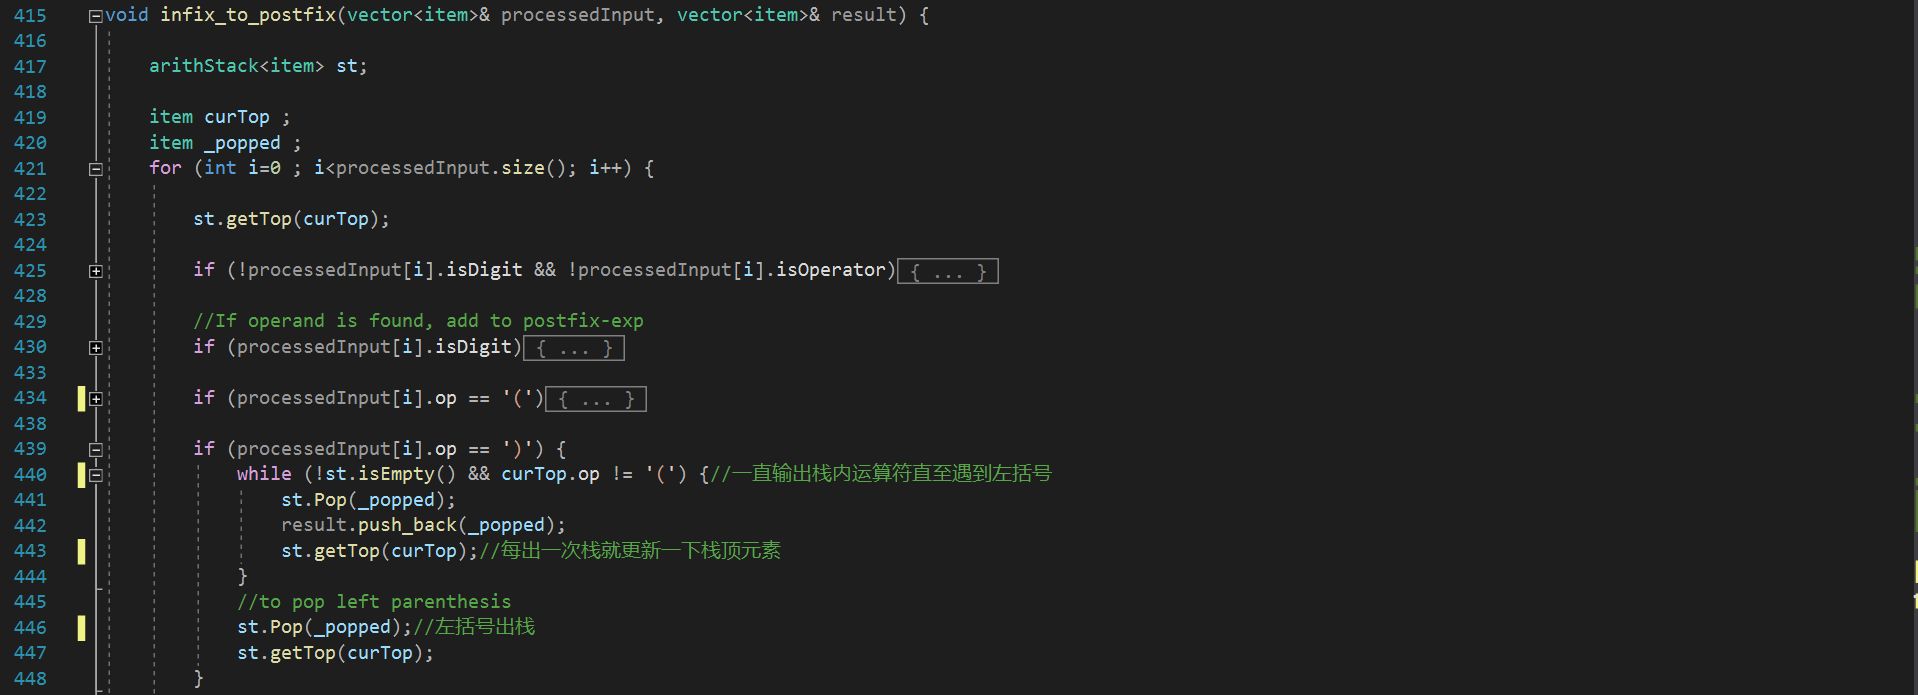 415 void infix_to_postfix(vector<item>& processedInput, vector<item>& result) {
416
417 arithStack<item> st;
418
419 item curTop ;
420 item _popped ;
421 for (int i=0 ; i<processedInput.size(); i++) {
422
423 st.getTop(curTop);
424
425 if (!processedInput[i].isDigit && !processedInput[i].isOperator){ ... }
428
429 //If operand is found, add to postfix-exp
430 if (processedInput[i].isDigit){ ... }
433
434 if (processedInput[i].op == '('){ ... }
438
439 if (processedInput[i].op == ')') {
440 while (!st.isEmpty() && curTop.op != '(') {//一直输出栈内运算符直至遇到左括号
441 st.Pop(_popped);
442 result.push_back(_popped);
443 st.getTop(curTop);//每出一次栈就更新一下栈顶元素
444 }
445 //to pop left parenthesis
446 st.Pop(_popped);//左括号出栈
447 st.getTop(curTop);
448 }